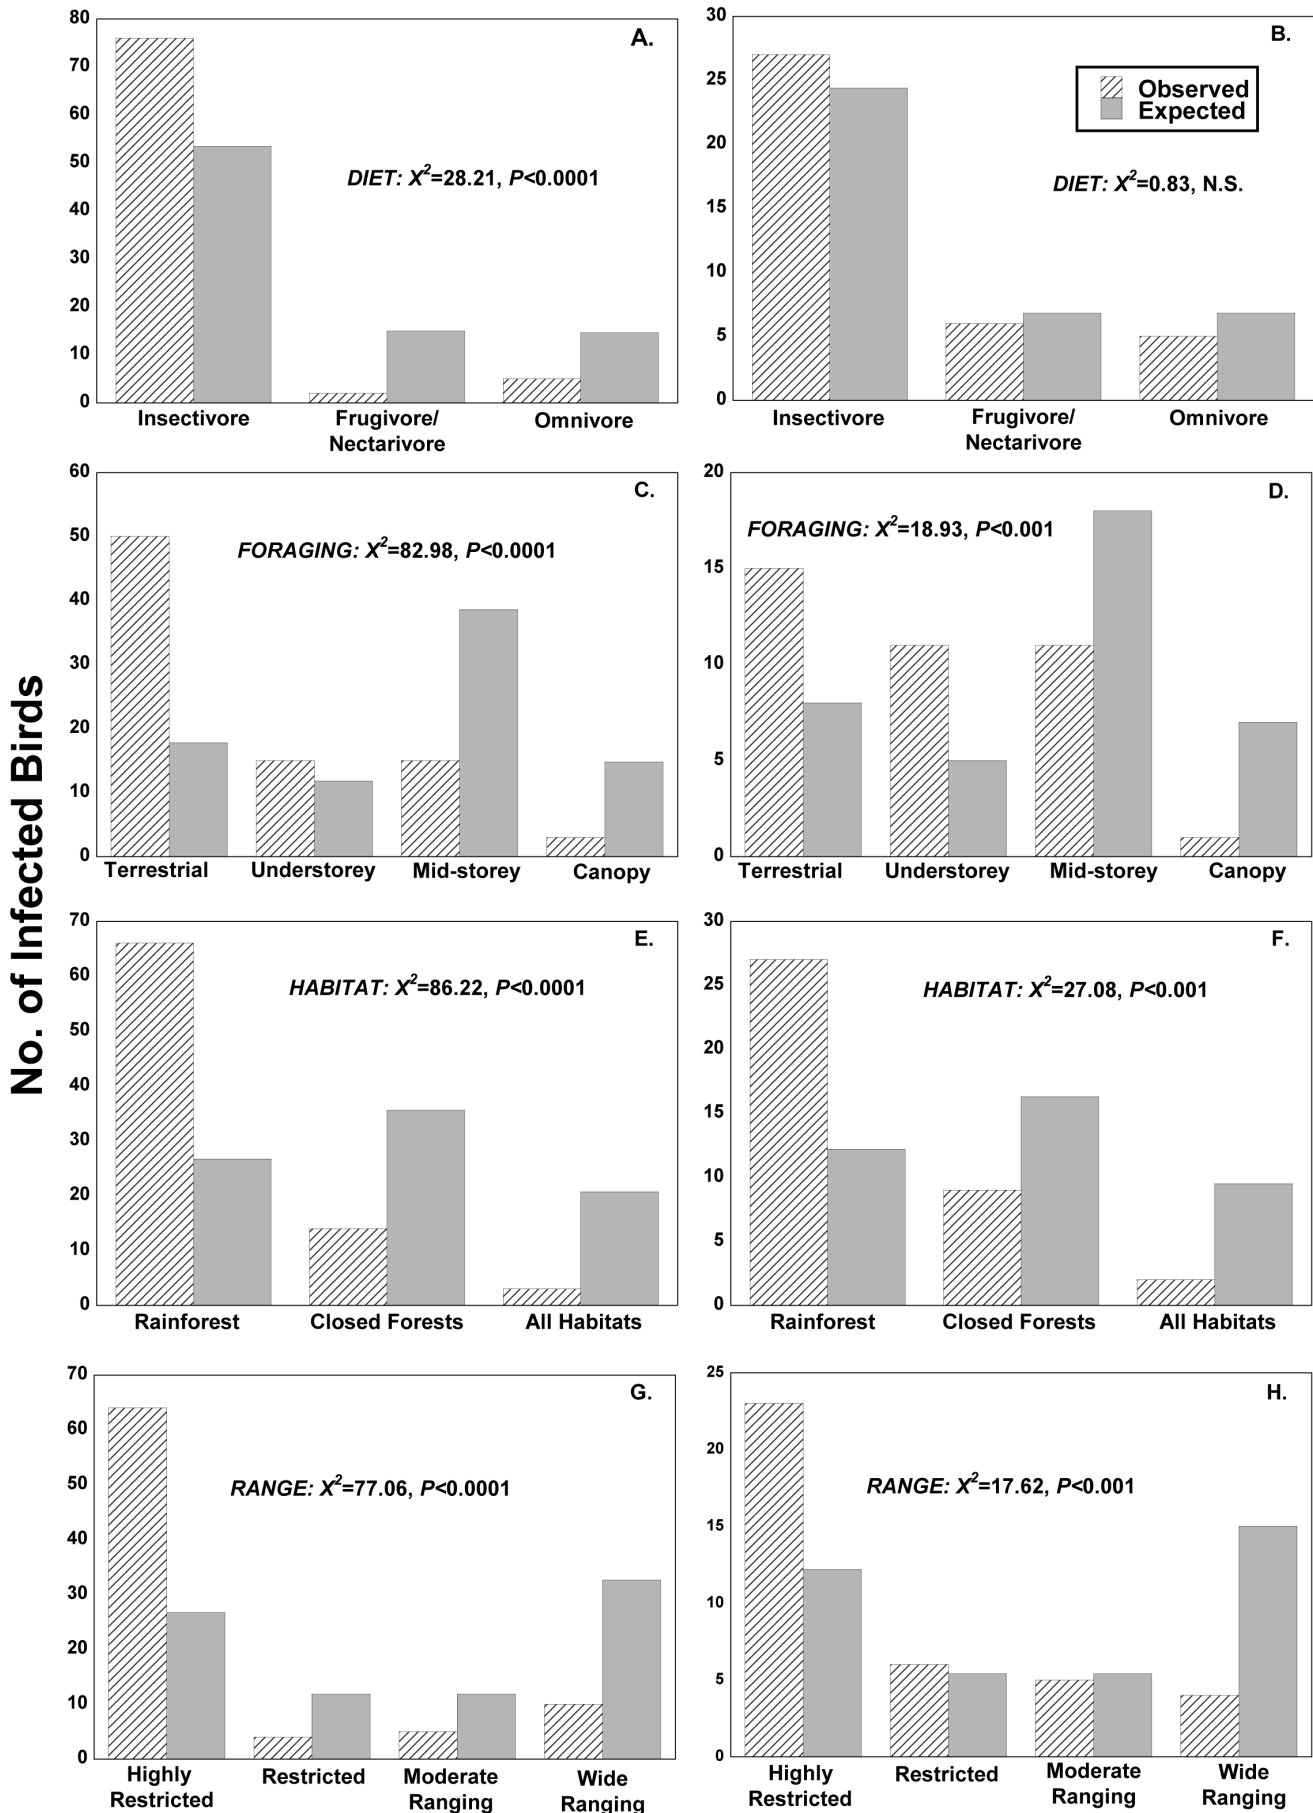 No. of Infected Birds
A.
80
70
60
50
40
30
20
10
0
DIET: X²=28.21, P<0.0001
Insectivore
Frugivore/
Nectarivore
Omnivore
B.
30
25
20
15
10
5
0
Observed
Expected
DIET: X²=0.83, N.S.
Insectivore
Frugivore/
Nectarivore
Omnivore
C.
60
50
40
30
20
10
0
FORAGING: X²=82.98, P<0.0001
Terrestrial
Understorey
Mid-storey
Canopy
D.
20
15
10
5
0
FORAGING: X²=18.93, P<0.001
Terrestrial
Understorey
Mid-storey
Canopy
E.
70
60
50
40
30
20
10
0
HABITAT: X²=86.22, P<0.0001
Rainforest
Closed Forests
All Habitats
F.
30
25
20
15
10
5
0
HABITAT: X²=27.08, P<0.001
Rainforest
Closed Forests
All Habitats
G.
70
60
50
40
30
20
10
0
RANGE: X²=77.06, P<0.0001
Highly
Restricted
Restricted
Moderate
Ranging
Wide
Ranging
H.
25
20
15
10
5
0
RANGE: X²=17.62, P<0.001
Highly
Restricted
Restricted
Moderate
Ranging
Wide
Ranging